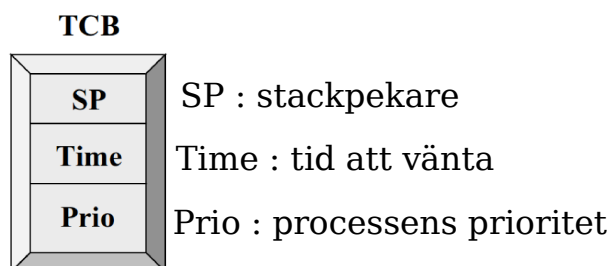 TCB
SP SP : stackpekare
Time Time : tid att vänta
Prio Prio : processens prioritet